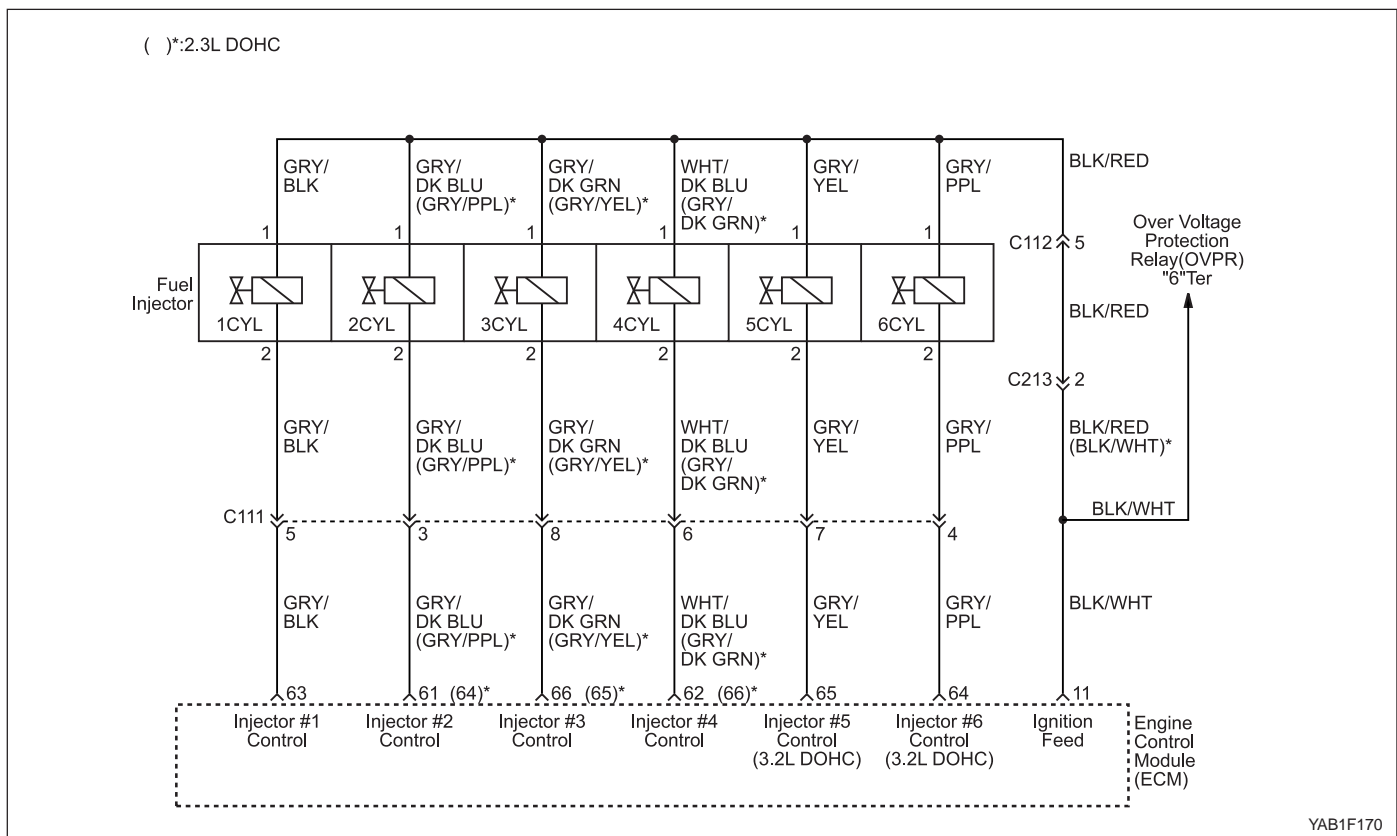 ( )*:2.3L DOHC
GRY/
BLK
GRY/
DK BLU
(GRY/PPL)*
GRY/
DK GRN
(GRY/YEL)*
WHT/
DK BLU
(GRY/
DK GRN)*
GRY/
YEL
GRY/
PPL
BLK/RED
Over Voltage
Protection
Relay(OVPR)
"6"Ter
C112 5
1 1 1 1 1 1
Fuel
Injector
1CYL 2CYL 3CYL 4CYL 5CYL 6CYL
BLK/RED
2 2 2 2 2 2
C213 2
GRY/
BLK
GRY/
DK BLU
(GRY/PPL)*
GRY/
DK GRN
(GRY/YEL)*
WHT/
DK BLU
(GRY/
DK GRN)*
GRY/
YEL
GRY/
PPL
BLK/RED
(BLK/WHT)*
BLK/WHT
C111
5 3 8 6 7 4
GRY/
BLK
GRY/
DK BLU
(GRY/PPL)*
GRY/
DK GRN
(GRY/YEL)*
WHT/
DK BLU
(GRY/
DK GRN)*
GRY/
YEL
GRY/
PPL
BLK/WHT
63 61 (64)* 66 (65)* 62 (66)* 65 64 11
Injector #1
Control
Injector #2
Control
Injector #3
Control
Injector #4
Control
Injector #5
Control
(3.2L DOHC)
Injector #6
Control
(3.2L DOHC)
Ignition
Feed
Engine
Control
Module
(ECM)
YAB1F170